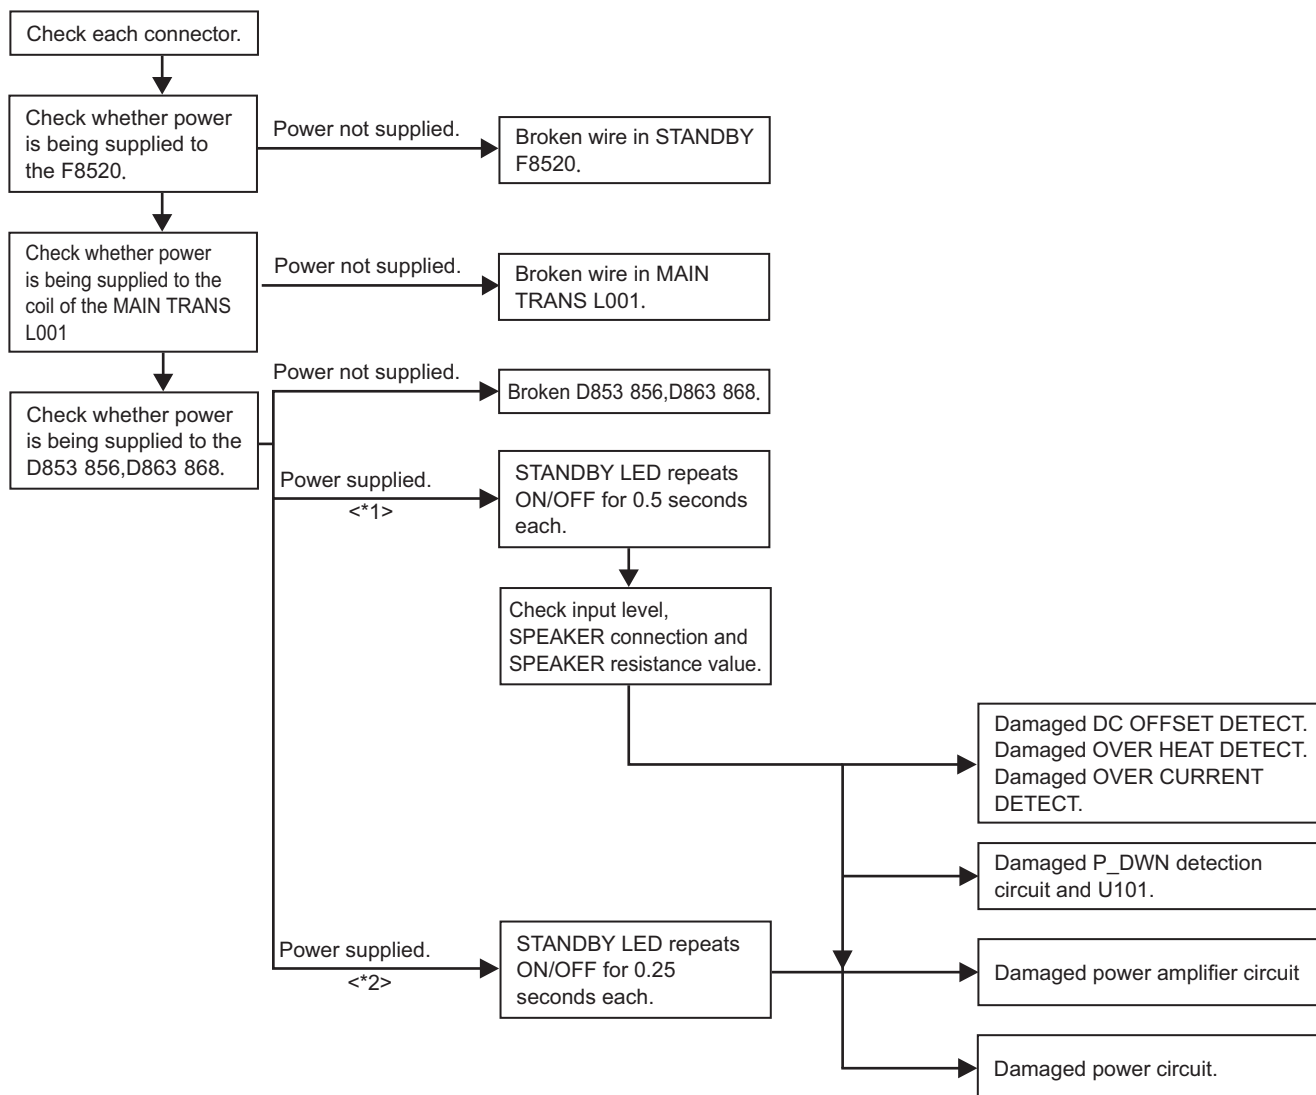 Check each connector.
Check whether power
is being supplied to
the F8520.
Power not supplied.
Broken wire in STANDBY
F8520.
Check whether power
is being supplied to the
coil of the MAIN TRANS
L001
Power not supplied.
Broken wire in MAIN
TRANS L001.
Check whether power
is being supplied to the
D853 856,D863 868.
Power not supplied.
Broken D853 856,D863 868.
Power supplied.
<*1>
STANDBY LED repeats
ON/OFF for 0.5 seconds
each.
Check input level,
SPEAKER connection and
SPEAKER resistance value.
Damaged DC OFFSET DETECT.
Damaged OVER HEAT DETECT.
Damaged OVER CURRENT
DETECT.
Damaged P_DWN detection
circuit and U101.
Power supplied.
<*2>
STANDBY LED repeats
ON/OFF for 0.25
seconds each.
Damaged power amplifier circuit
Damaged power circuit.